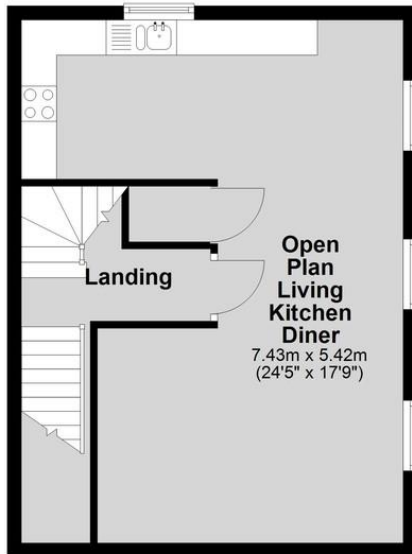 Landing
Open
Plan
Living
Kitchen
Diner
7.43m x 5.42m
(24'5" x 17'9")